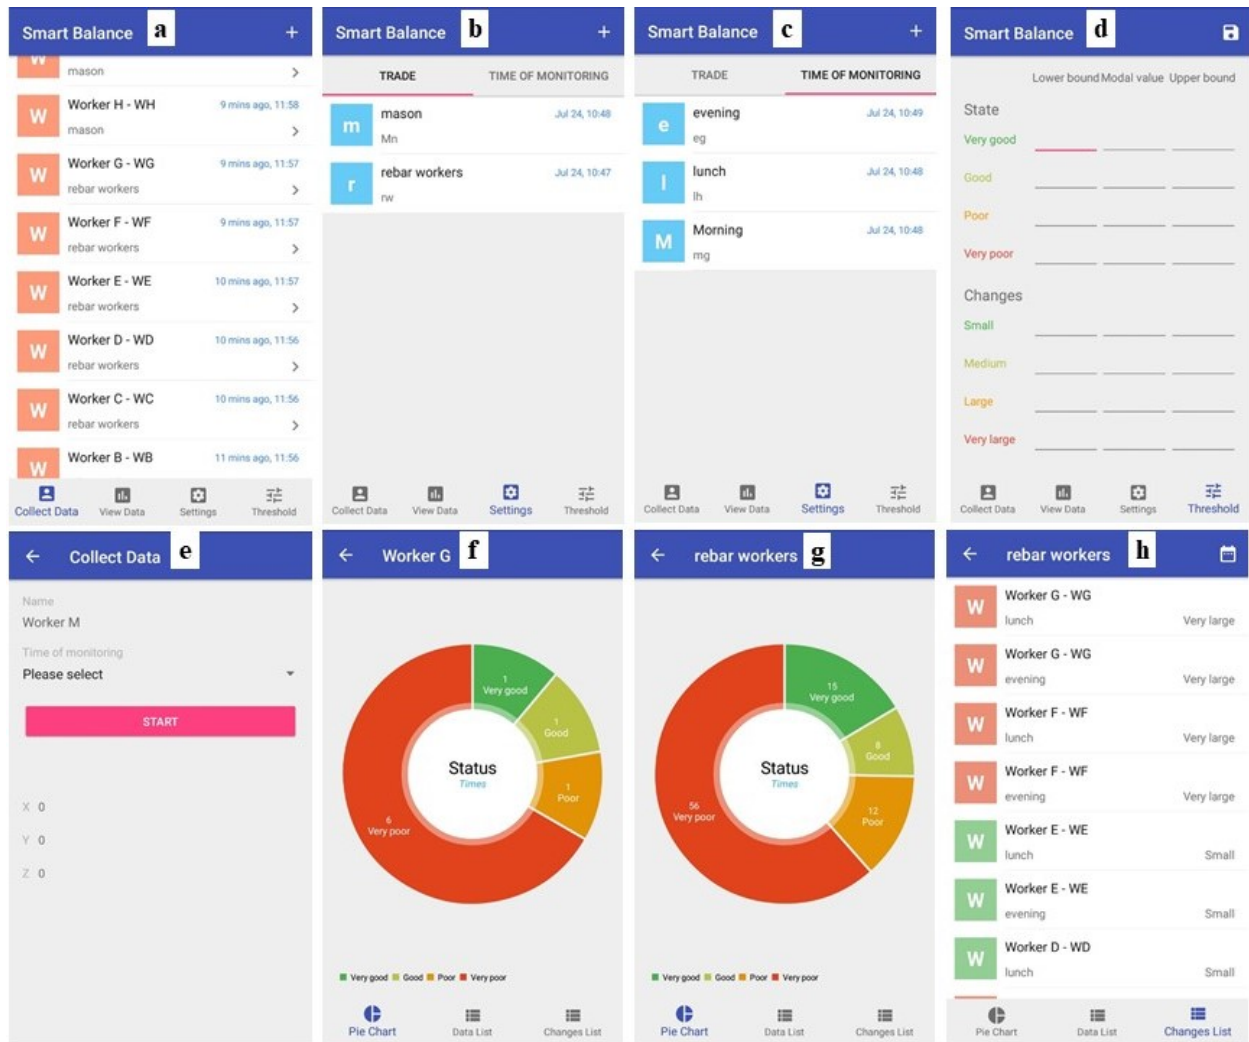 Smart Balance a +
W mason >
W Worker H - WH 9 mins ago, 11:58
mason >
W Worker G - WG 9 mins ago, 11:57
rebar workers >
W Worker F - WF 9 mins ago, 11:57
rebar workers >
W Worker E - WE 10 mins ago, 11:57
rebar workers >
W Worker D - WD 10 mins ago, 11:56
rebar workers >
W Worker C - WC 10 mins ago, 11:56
rebar workers >
W Worker B - WB 11 mins ago, 11:56
Collect Data View Data Settings Threshold
Smart Balance b +
TRADE TIME OF MONITORING
m mason Jul 24, 10:48
Mn
r rebar workers Jul 24, 10:47
rw
Collect Data View Data Settings Threshold
Smart Balance c +
TRADE TIME OF MONITORING
e evening Jul 24, 10:49
eg
l lunch Jul 24, 10:48
lh
M Morning Jul 24, 10:48
mg
Collect Data View Data Settings Threshold
Smart Balance d
Lower bound Modal value Upper bound
State
Very good
Good
Poor
Very poor
Changes
Small
Medium
Large
Very large
Collect Data View Data Settings Threshold
← Collect Data e
Name
Worker M
Time of monitoring
Please select
START
X 0
Y 0
Z 0
← Worker G f
1
Very good
1
Good
1
Poor
6
Very poor
Status
Times
Very good Good Poor Very poor
Pie Chart Data List Changes List
← rebar workers g
15
Very good
8
Good
12
Poor
56
Very poor
Status
Times
Very good Good Poor Very poor
Pie Chart Data List Changes List
← rebar workers h
W Worker G - WG
lunch Very large
W Worker G - WG
evening Very large
W Worker F - WF
lunch Very large
W Worker F - WF
evening Very large
W Worker E - WE
lunch Small
W Worker E - WE
evening Small
W Worker D - WD
lunch Small
Pie Chart Data List Changes List